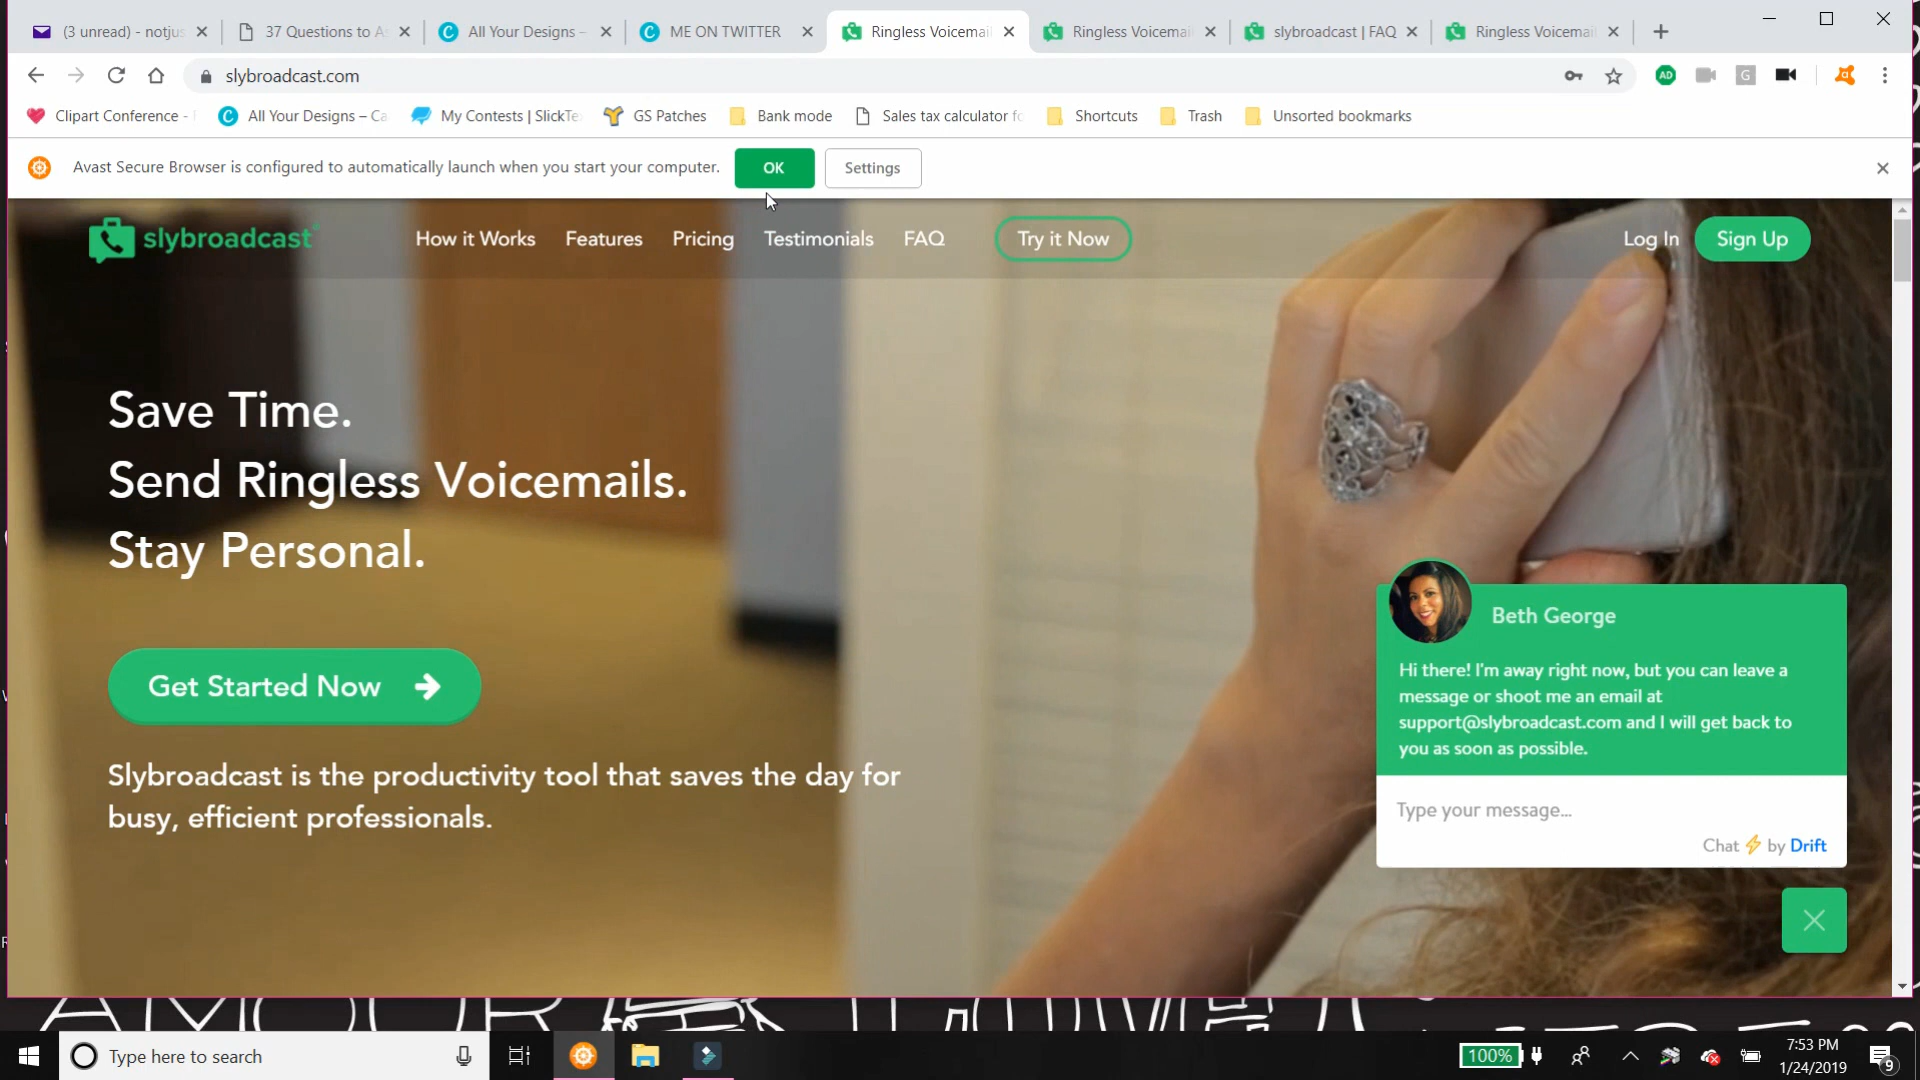 (3 unread) - notjus
37 Questions to As
All Your Designs –
ME ON TWITTER
Ringless Voicemai
Ringless Voicemai
slybroadcast | FAQ
Ringless Voicemai
slybroadcast.com
AD
G
Clipart Conference -
All Your Designs – Ca
My Contests | SlickTe
GS Patches
Bank mode
Sales tax calculator fo
Shortcuts
Trash
Unsorted bookmarks
Avast Secure Browser is configured to automatically launch when you start your computer.
OK
Settings
slybroadcast
How it Works
Features
Pricing
Testimonials
FAQ
Try it Now
Log In
Sign Up
Save Time.
Send Ringless Voicemails.
Stay Personal.
Get Started Now
Slybroadcast is the productivity tool that saves the day for
busy, efficient professionals.
Beth George
Hi there! I'm away right now, but you can leave a
message or shoot me an email at
support@slybroadcast.com and I will get back to
you as soon as possible.
Type your message...
Chat ⚡ by Drift
Type here to search
100%
7:53 PM
1/24/2019
9